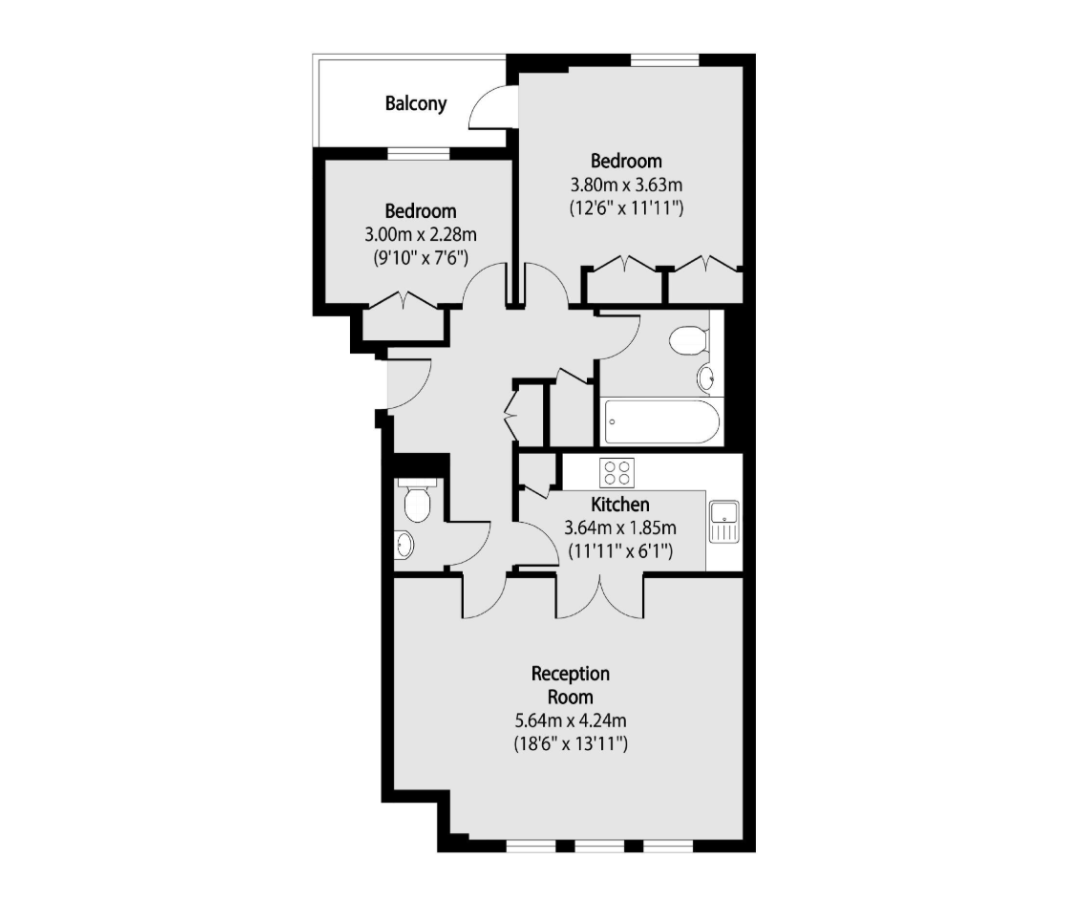 Balcony
Bedroom
3.80m x 3.63m
(12'6" x 11'11")
Bedroom
3.00m x 2.28m
(9'10" x 7'6")
Kitchen
3.64m x 1.85m
(11'11" x 6'1")
Reception
Room
5.64m x 4.24m
(18'6" x 13'11")